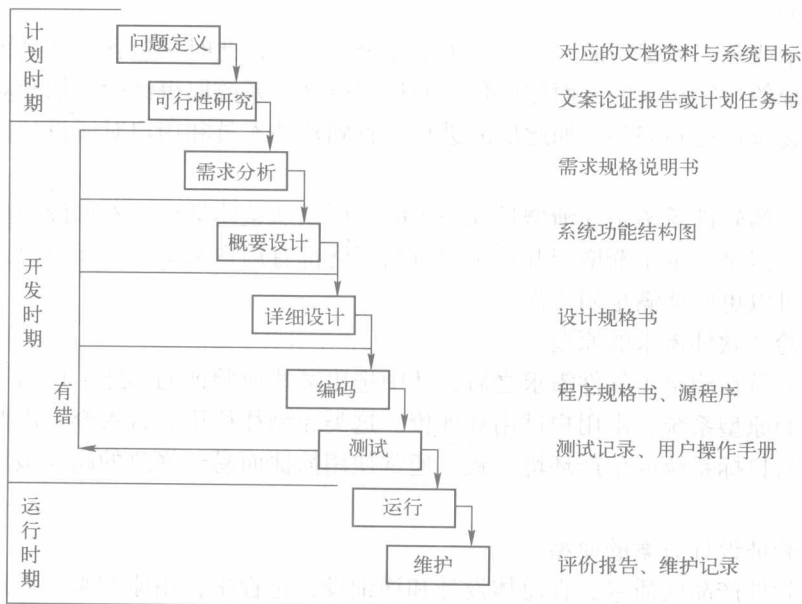 计划时期
问题定义
对应的文档资料与系统目标
可行性研究
文案论证报告或计划任务书
开发时期
需求分析
需求规格说明书
概要设计
系统功能结构图
详细设计
设计规格书
有错
编码
程序规格书、源程序
测试
测试记录、用户操作手册
运行时期
运行
维护
评价报告、维护记录